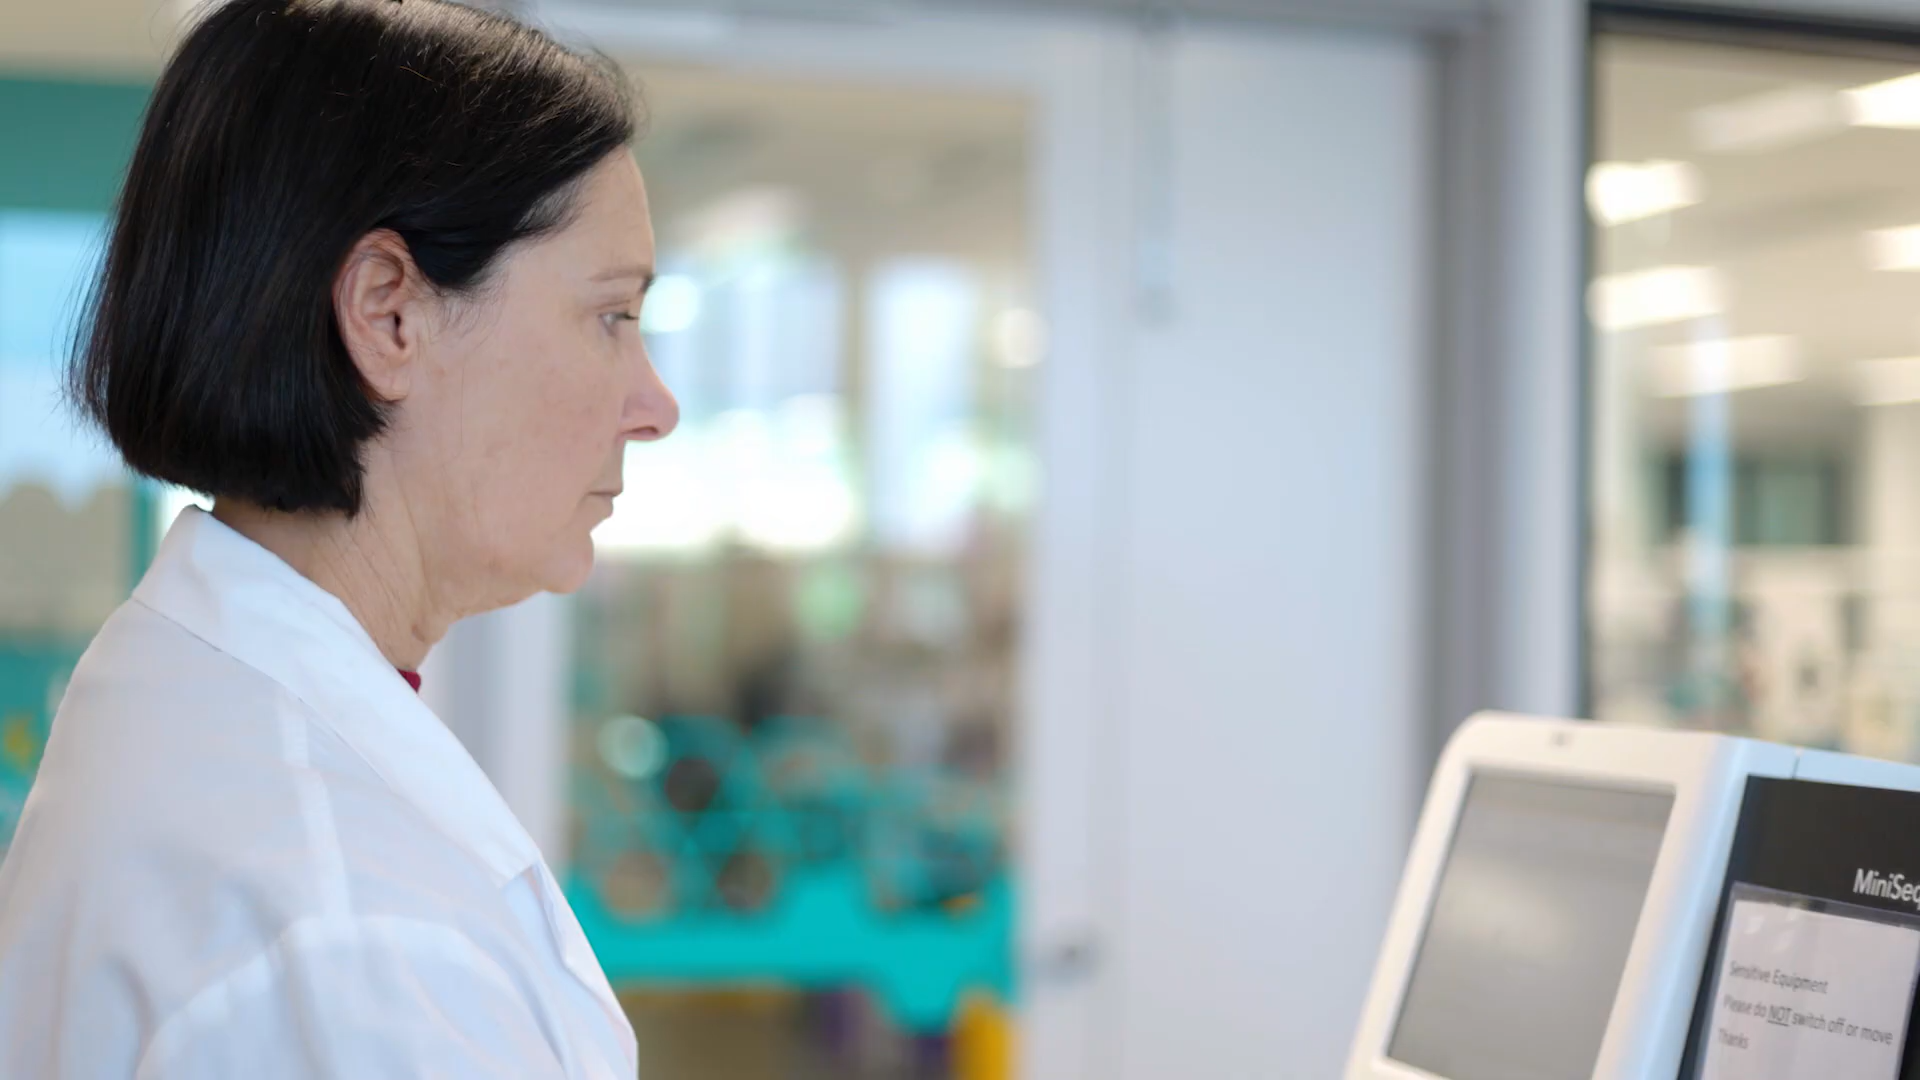 MiniSeq
Sensitive Equipment
Please do NOT switch off or move
Thanks